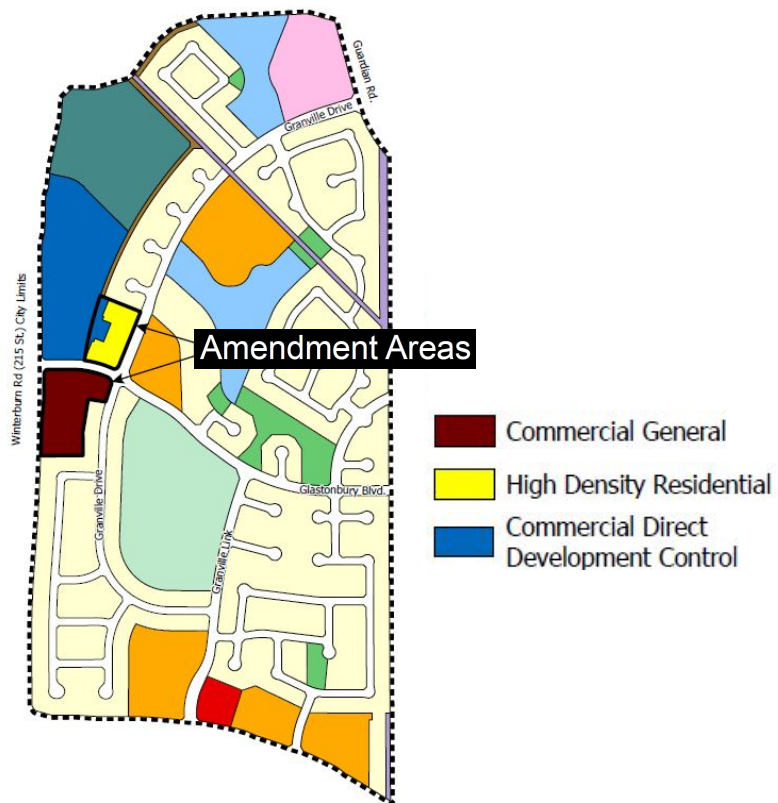 Guardian Rd.
Granville Drive
Winterburn Rd (215 St.) City Limits
Amendment Areas
Commercial General
High Density Residential
Commercial Direct
Development Control
Granville Drive
Glastonbury Blvd.
Granville Link